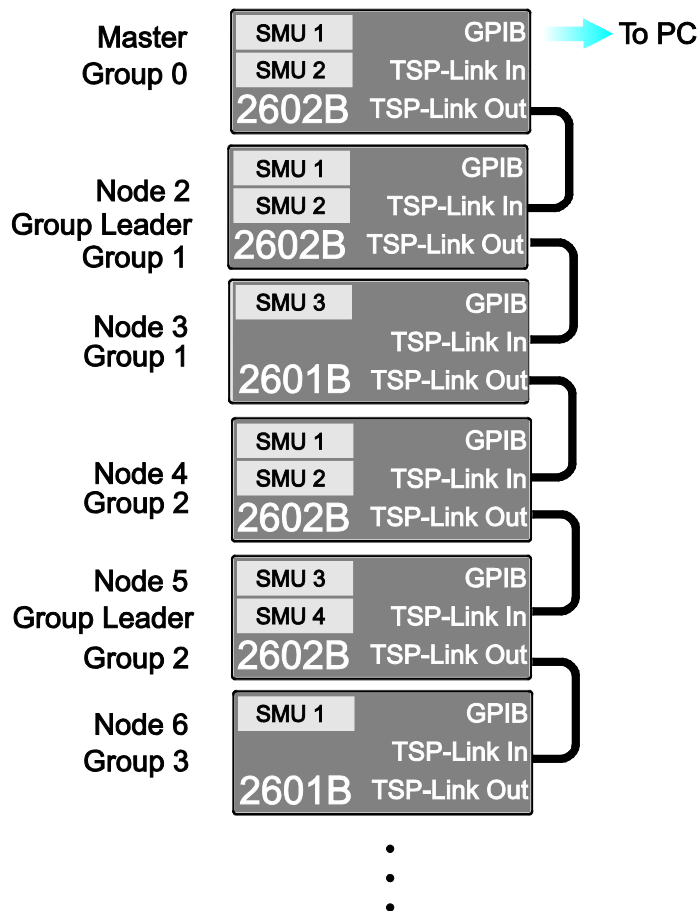 Master
Group 0
SMU 1
GPIB
To PC
SMU 2
TSP-Link In
2602B
TSP-Link Out
Node 2
Group Leader
Group 1
SMU 1
GPIB
SMU 2
TSP-Link In
2602B
TSP-Link Out
Node 3
Group 1
SMU 3
GPIB
TSP-Link In
2601B
TSP-Link Out
Node 4
Group 2
SMU 1
GPIB
SMU 2
TSP-Link In
2602B
TSP-Link Out
Node 5
Group Leader
Group 2
SMU 3
GPIB
SMU 4
TSP-Link In
2602B
TSP-Link Out
Node 6
Group 3
SMU 1
GPIB
TSP-Link In
2601B
TSP-Link Out